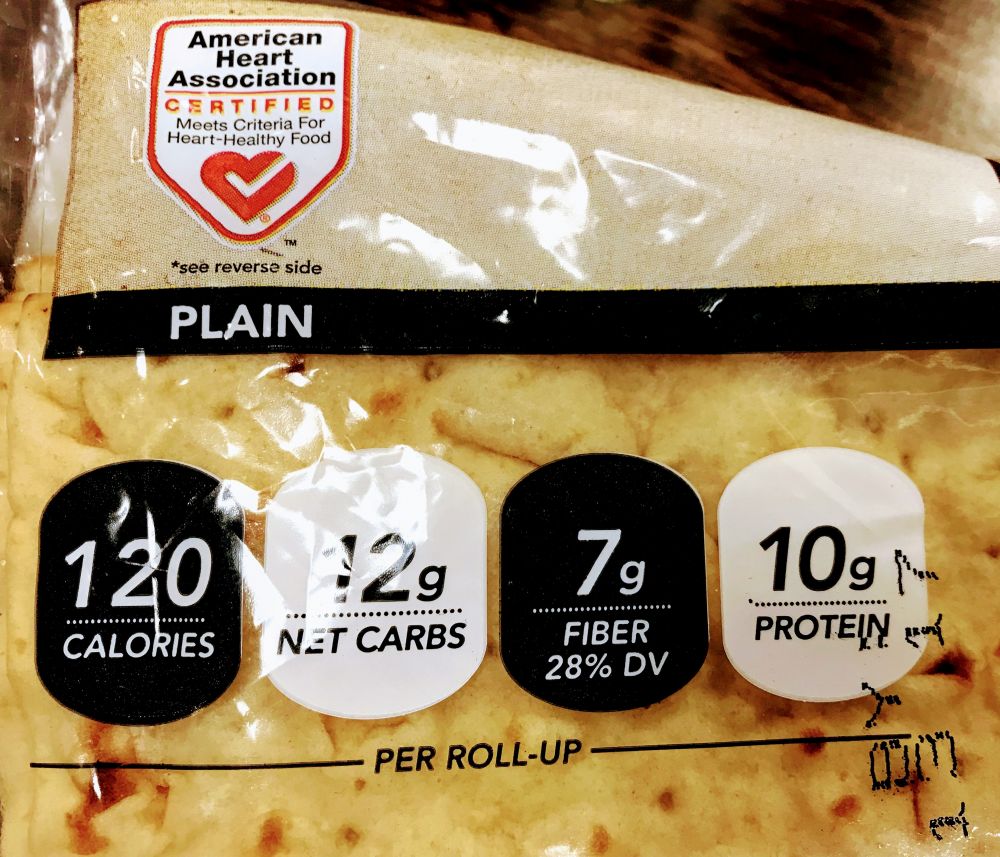 American
Heart
Association
CERTIFIED
Meets Criteria For
Heart-Healthy Food
®
™
*see reverse side
PLAIN
120
CALORIES
12g
NET CARBS
7g
FIBER
28% DV
10g
PROTEIN
PER ROLL-UP